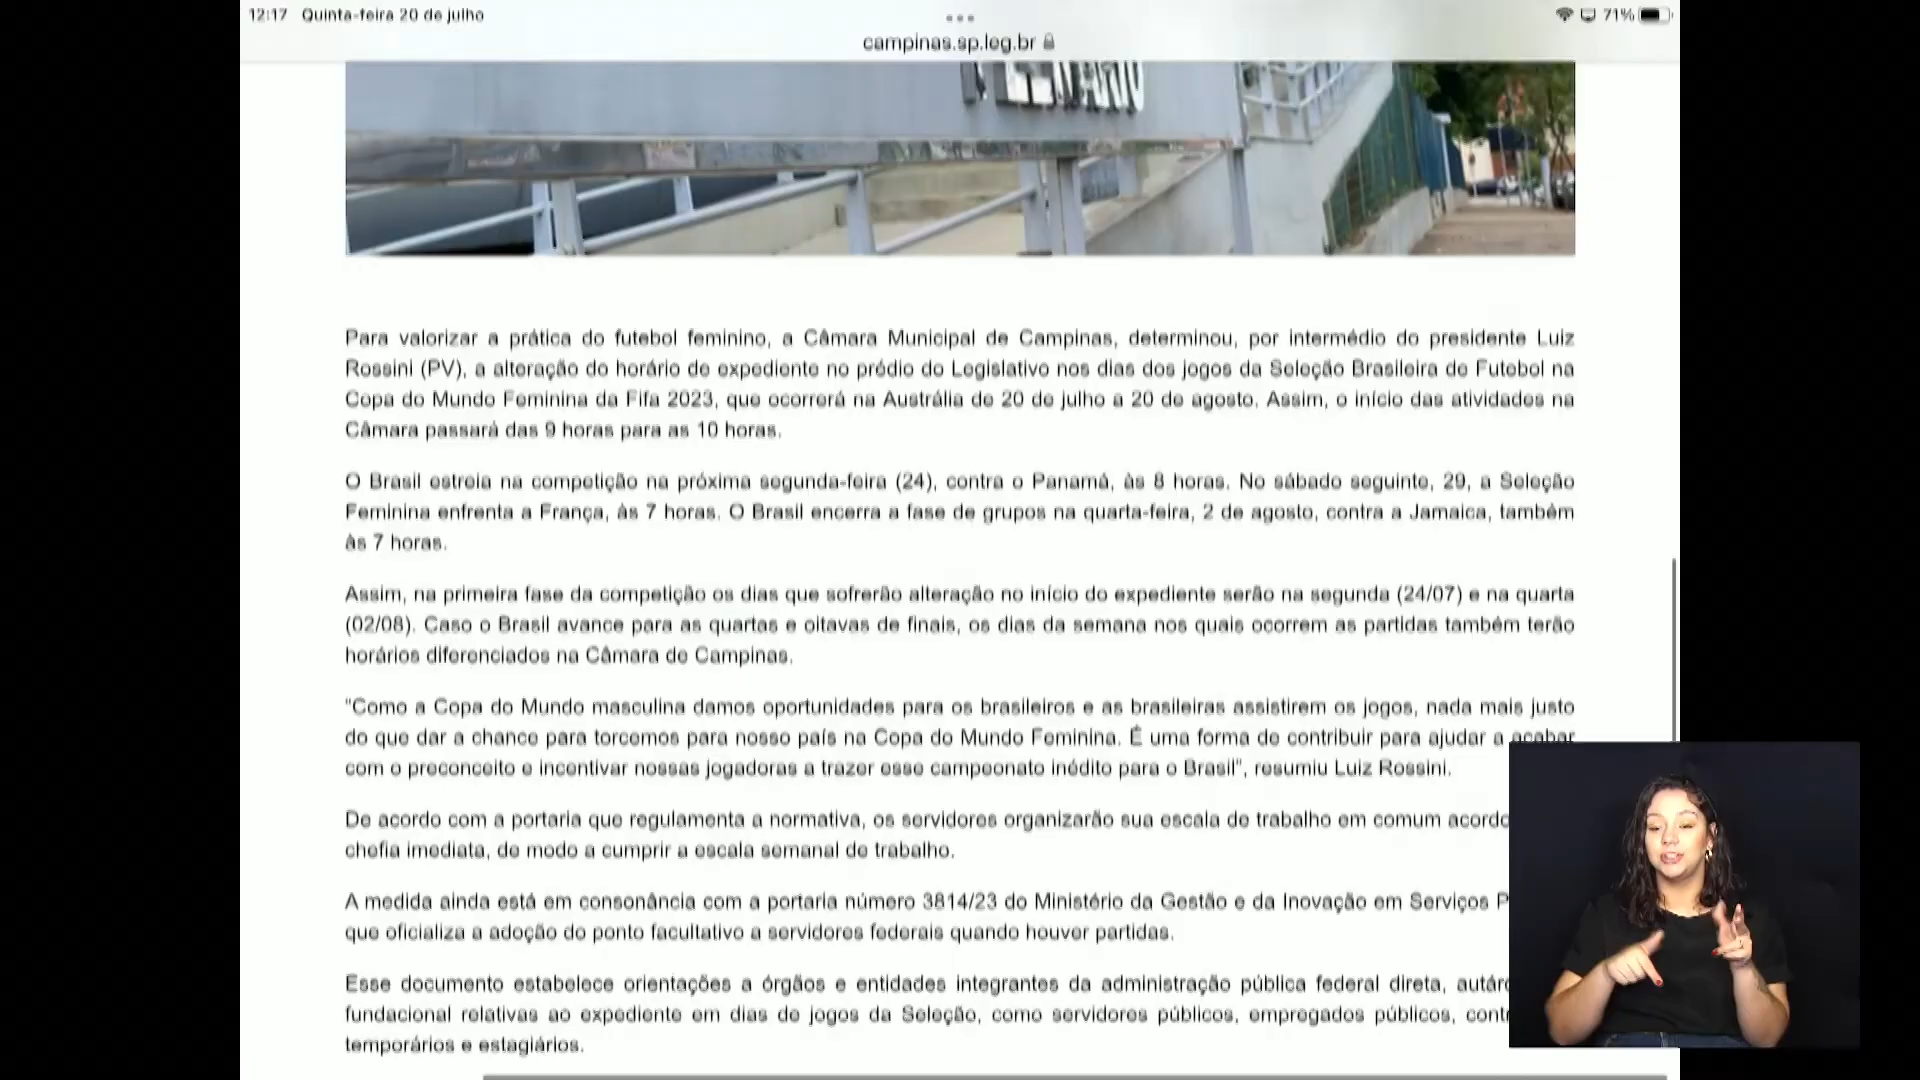 12:17 Quinta-feira 20 de julho
71%
campinas.sp.leg.br
PLENÁRIO
Para valorizar a prática do futebol feminino, a Câmara Municipal de Campinas, determinou, por intermédio do presidente Luiz
Rossini (PV), a alteração do horário de expediente no prédio do Legislativo nos dias dos jogos da Seleção Brasileira de Futebol na
Copa do Mundo Feminina da Fifa 2023, que ocorrerá na Austrália de 20 de julho a 20 de agosto. Assim, o início das atividades na
Câmara passará das 9 horas para as 10 horas.
O Brasil estreia na competição na próxima segunda-feira (24), contra o Panamá, às 8 horas. No sábado seguinte, 29, a Seleção
Feminina enfrenta a França, às 7 horas. O Brasil encerra a fase de grupos na quarta-feira, 2 de agosto, contra a Jamaica, também
às 7 horas.
Assim, na primeira fase da competição os dias que sofrerão alteração no início do expediente serão na segunda (24/07) e na quarta
(02/08). Caso o Brasil avance para as quartas e oitavas de finais, os dias da semana nos quais ocorrem as partidas também terão
horários diferenciados na Câmara de Campinas.
"Como a Copa do Mundo masculina damos oportunidades para os brasileiros e as brasileiras assistirem os jogos, nada mais justo
do que dar a chance para torcemos para nosso país na Copa do Mundo Feminina. É uma forma de contribuir para ajudar a acabar
com o preconceito e incentivar nossas jogadoras a trazer esse campeonato inédito para o Brasil", resumiu Luiz Rossini.
De acordo com a portaria que regulamenta a normativa, os servidores organizarão sua escala de trabalho em comum acordo
chefia imediata, de modo a cumprir a escala semanal de trabalho.
A medida ainda está em consonância com a portaria número 3814/23 do Ministério da Gestão e da Inovação em Serviços P
que oficializa a adoção do ponto facultativo a servidores federais quando houver partidas.
Esse documento estabelece orientações a órgãos e entidades integrantes da administração pública federal direta, autárq
fundacional relativas ao expediente em dias de jogos da Seleção, como servidores públicos, empregados públicos, contr
temporários e estagiários.